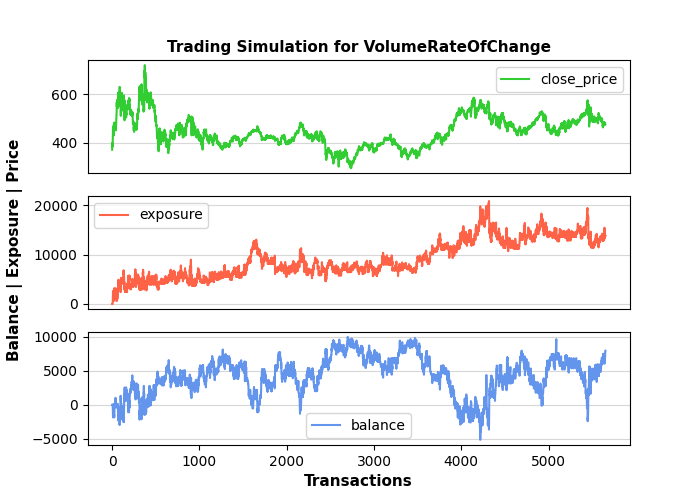 Trading Simulation for VolumeRateOfChange
Balance | Exposure | Price
600
400
close_price
20000
10000
0
exposure
10000
5000
0
−5000
balance
0 1000 2000 3000 4000 5000
Transactions